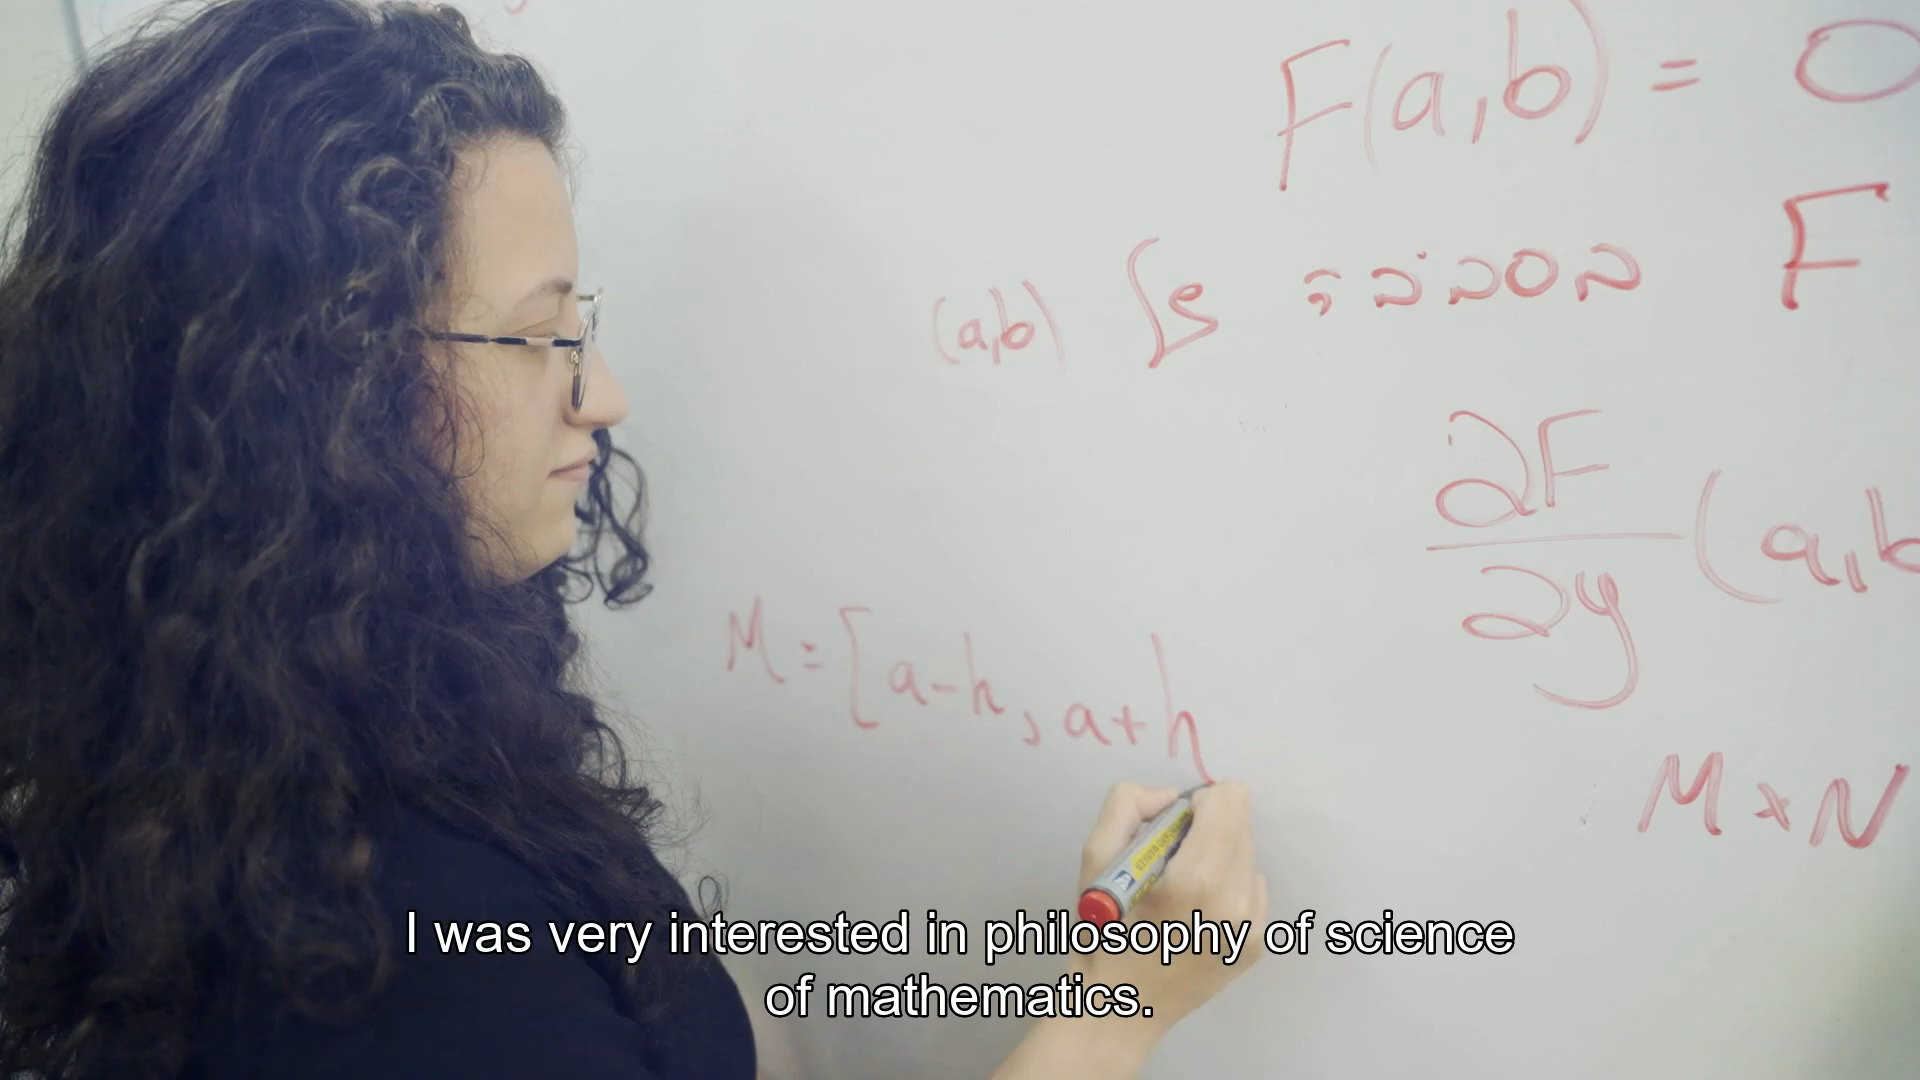 F(a,b) = 0
F בסביבה של (a,b)
∂F/∂y (a,b
M = [a-h, a+h
M × N
I was very interested in philosophy of science
of mathematics.